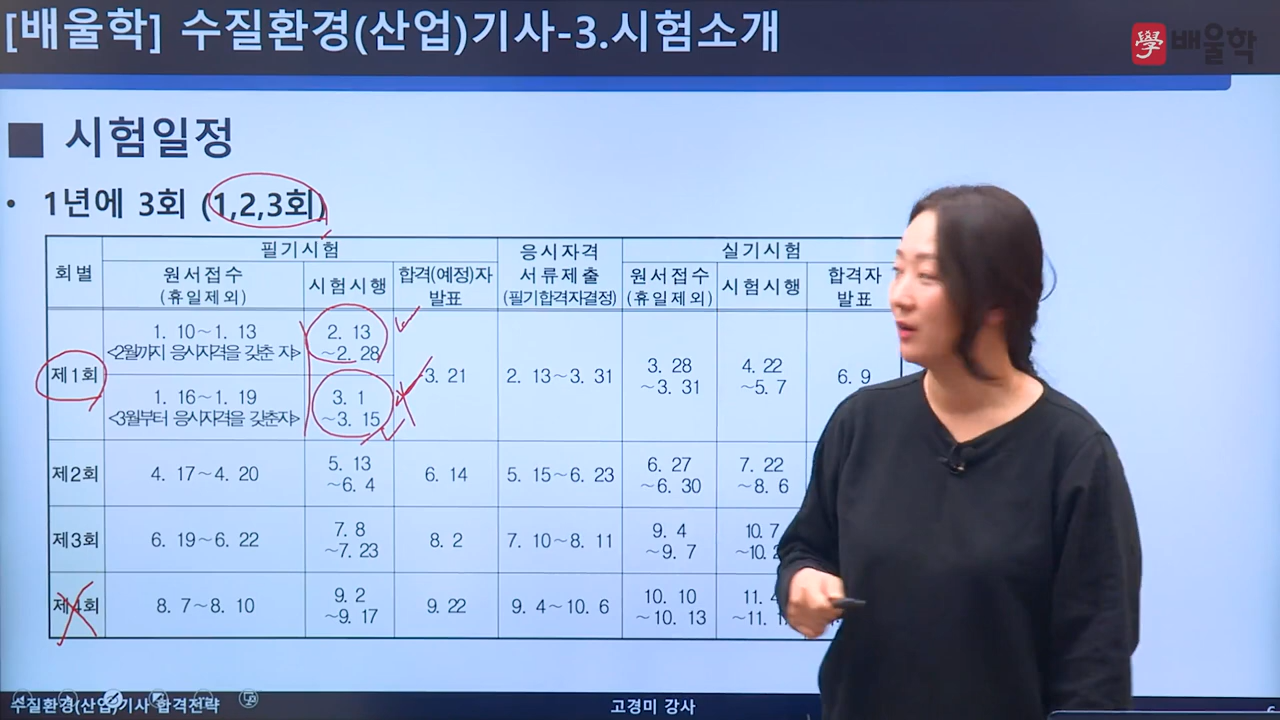 [배울학] 수질환경(산업)기사-3.시험소개
學 배울학
■ 시험일정
• 1년에 3회 (1,2,3회)
회별 필기시험 응시자격 서류제출 (필기합격자결정) 실기시험
원서접수 (휴일제외) 시험시행 합격(예정)자 발표 원서접수 (휴일제외) 시험시행 합격자 발표
제1회 1. 10~1. 13 <2월까지 응시자격을 갖춘 자> 2. 13 ~2. 28 3. 21 2. 13~3. 31 3. 28 ~3. 31 4. 22 ~5. 7 6. 9
1. 16~1. 19 <3월부터 응시자격을 갖춘자> 3. 1 ~3. 15
제2회 4. 17~4. 20 5. 13 ~6. 4 6. 14 5. 15~6. 23 6. 27 ~6. 30 7. 22 ~8. 6
제3회 6. 19~6. 22 7. 8 ~7. 23 8. 2 7. 10~8. 11 9. 4 ~9. 7 10. 7 ~10.
제4회 8. 7~8. 10 9. 2 ~9. 17 9. 22 9. 4~10. 6 10. 10 ~10. 13 11. 4 ~11.
수질환경(산업)기사 합격전략 고경미 강사